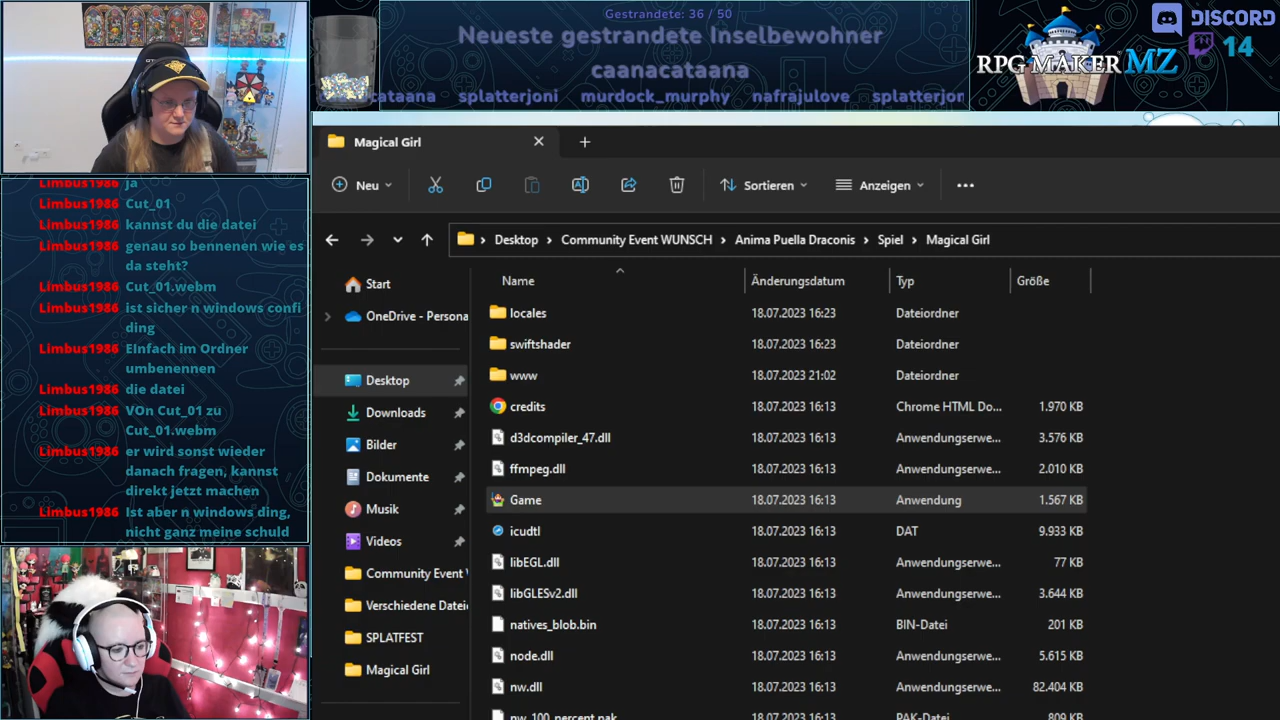 Gestrandete: 36 / 50
Neueste gestrandete Inselbewohner
caanacataana
cataana splatterjoni murdock_murphy nafrajulove splatterjor
RPG MAKER MZ
DISCORD
14
Limbus1986 ja
Limbus1986 Cut_01
Limbus1986 kannst du die datei
Limbus1986 genau so bennenen wie es
da steht?
Limbus1986 Cut_01.webm
Limbus1986 ist sicher n windows confi
ding
Limbus1986 EInfach im Ordner
umbenennen
Limbus1986 die datei
Limbus1986 VOn Cut_01 zu
Cut_01.webm
Limbus1986 er wird sonst wieder
danach fragen, kannst
direkt jetzt machen
Limbus1986 Ist aber n windows ding,
nicht ganz meine schuld
Magical Girl
Neu
Sortieren
Anzeigen
Desktop > Community Event WUNSCH > Anima Puella Draconis > Spiel > Magical Girl
Start
OneDrive - Persona
Desktop
Downloads
Bilder
Dokumente
Musik
Videos
Community Event
Verschiedene Datei
SPLATFEST
Magical Girl
Name Änderungsdatum Typ Größe
locales 18.07.2023 16:23 Dateiordner
swiftshader 18.07.2023 16:23 Dateiordner
www 18.07.2023 21:02 Dateiordner
credits 18.07.2023 16:13 Chrome HTML Do... 1.970 KB
d3dcompiler_47.dll 18.07.2023 16:13 Anwendungserwe... 3.576 KB
ffmpeg.dll 18.07.2023 16:13 Anwendungserwe... 2.010 KB
Game 18.07.2023 16:13 Anwendung 1.567 KB
icudtl 18.07.2023 16:13 DAT 9.933 KB
libEGL.dll 18.07.2023 16:13 Anwendungserwe... 77 KB
libGLESv2.dll 18.07.2023 16:13 Anwendungserwe... 3.644 KB
natives_blob.bin 18.07.2023 16:13 BIN-Datei 201 KB
node.dll 18.07.2023 16:13 Anwendungserwe... 5.615 KB
nw.dll 18.07.2023 16:13 Anwendungserwe... 82.404 KB
nw_100_percent.pak 18.07.2023 16:13 PAK-Datei